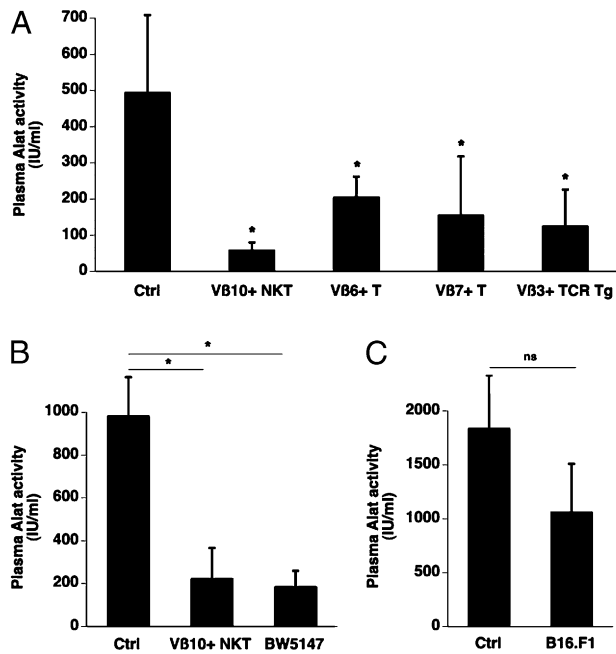 A
Plasma Alat activity
(IU/ml)
700
600
500
400
300
200
100
0
*
*
*
*
Ctrl Vß10+ NKT Vß6+ T Vß7+ T Vß3+ TCR Tg
B
Plasma Alat activity
(IU/ml)
1000
800
600
400
200
0
*
*
Ctrl Vß10+ NKT BW5147
C
Plasma Alat activity
(IU/ml)
2000
1500
1000
500
0
ns
Ctrl B16.F1